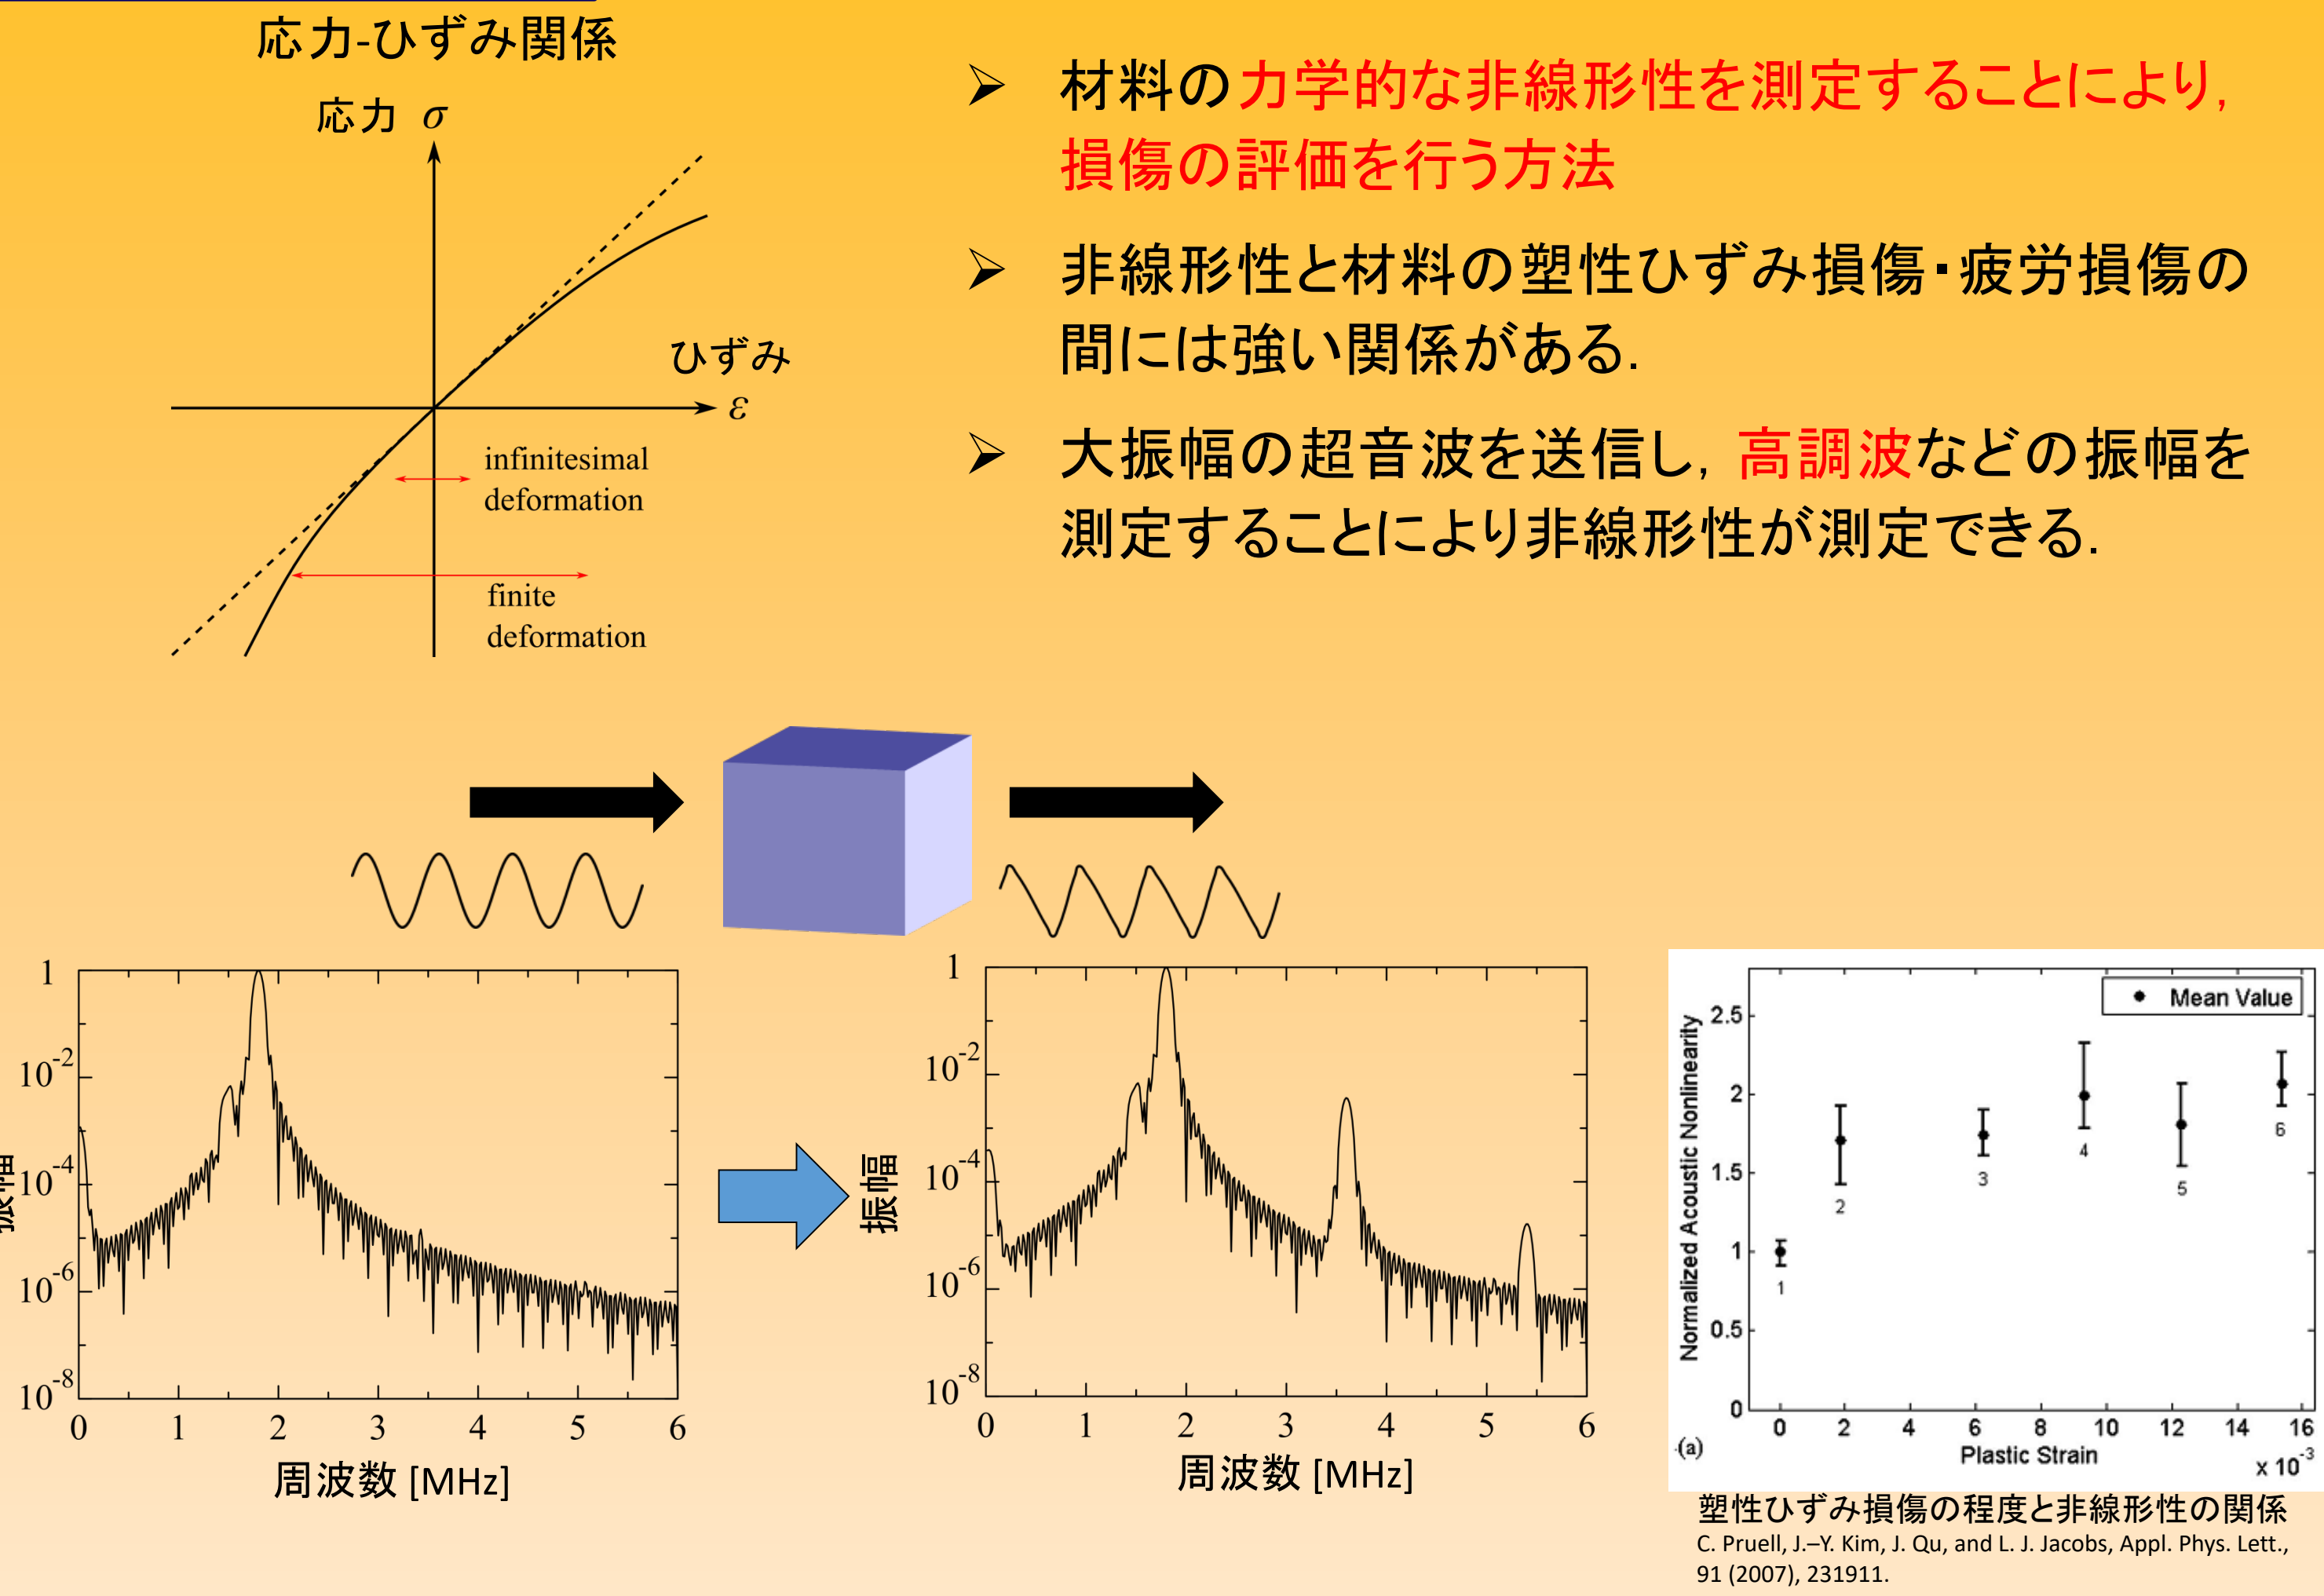 応力-ひずみ関係
応力 σ
ひずみ
ε
infinitesimal
deformation
finite
deformation
➢ 材料の力学的な非線形性を測定することにより,
損傷の評価を行う方法
➢ 非線形性と材料の塑性ひずみ損傷・疲労損傷の
間には強い関係がある.
➢ 大振幅の超音波を送信し, 高調波などの振幅を
測定することにより非線形性が測定できる.
1
10^-2
10^-4
10^-6
10^-8
振幅
0 1 2 3 4 5 6
周波数 [MHz]
1
10^-2
10^-4
10^-6
10^-8
振幅
0 1 2 3 4 5 6
周波数 [MHz]
Mean Value
Normalized Acoustic Nonlinearity
2.5
2
1.5
1
0.5
0
1
2
3
4
5
6
0 2 4 6 8 10 12 14 16
(a)
Plastic Strain
x 10^-3
塑性ひずみ損傷の程度と非線形性の関係
C. Pruell, J.–Y. Kim, J. Qu, and L. J. Jacobs, Appl. Phys. Lett.,
91 (2007), 231911.